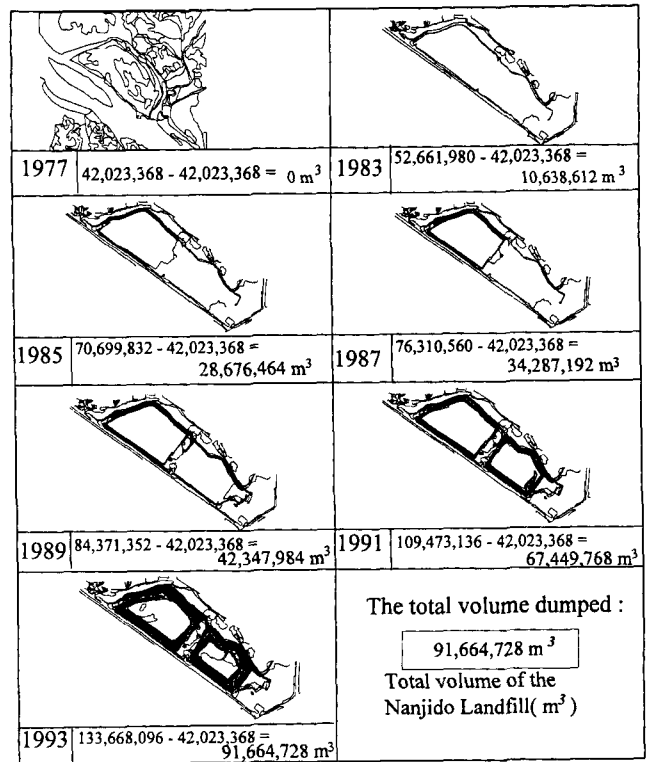 1977 42,023,368 - 42,023,368 = 0 m³
1983 52,661,980 - 42,023,368 =
10,638,612 m³
1985 70,699,832 - 42,023,368 =
28,676,464 m³
1987 76,310,560 - 42,023,368 =
34,287,192 m³
1989 84,371,352 - 42,023,368 =
42,347,984 m³
1991 109,473,136 - 42,023,368 =
67,449,768 m³
1993 133,668,096 - 42,023,368 =
91,664,728 m³
The total volume dumped :
91,664,728 m³
Total volume of the
Nanjido Landfill( m³ )